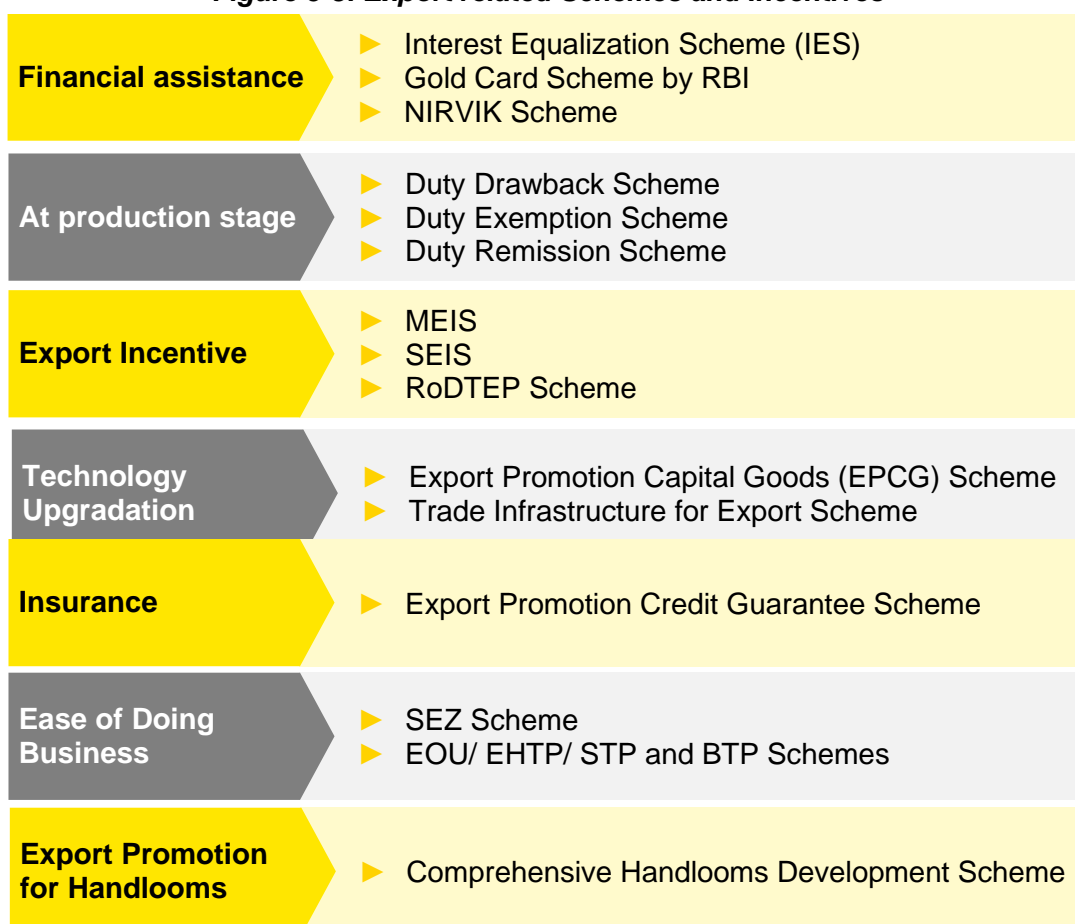 Financial assistance
► Interest Equalization Scheme (IES)
► Gold Card Scheme by RBI
► NIRVIK Scheme
At production stage
► Duty Drawback Scheme
► Duty Exemption Scheme
► Duty Remission Scheme
Export Incentive
► MEIS
► SEIS
► RoDTEP Scheme
Technology
Upgradation
► Export Promotion Capital Goods (EPCG) Scheme
► Trade Infrastructure for Export Scheme
Insurance
► Export Promotion Credit Guarantee Scheme
Ease of Doing
Business
► SEZ Scheme
► EOU/ EHTP/ STP and BTP Schemes
Export Promotion
for Handlooms
► Comprehensive Handlooms Development Scheme